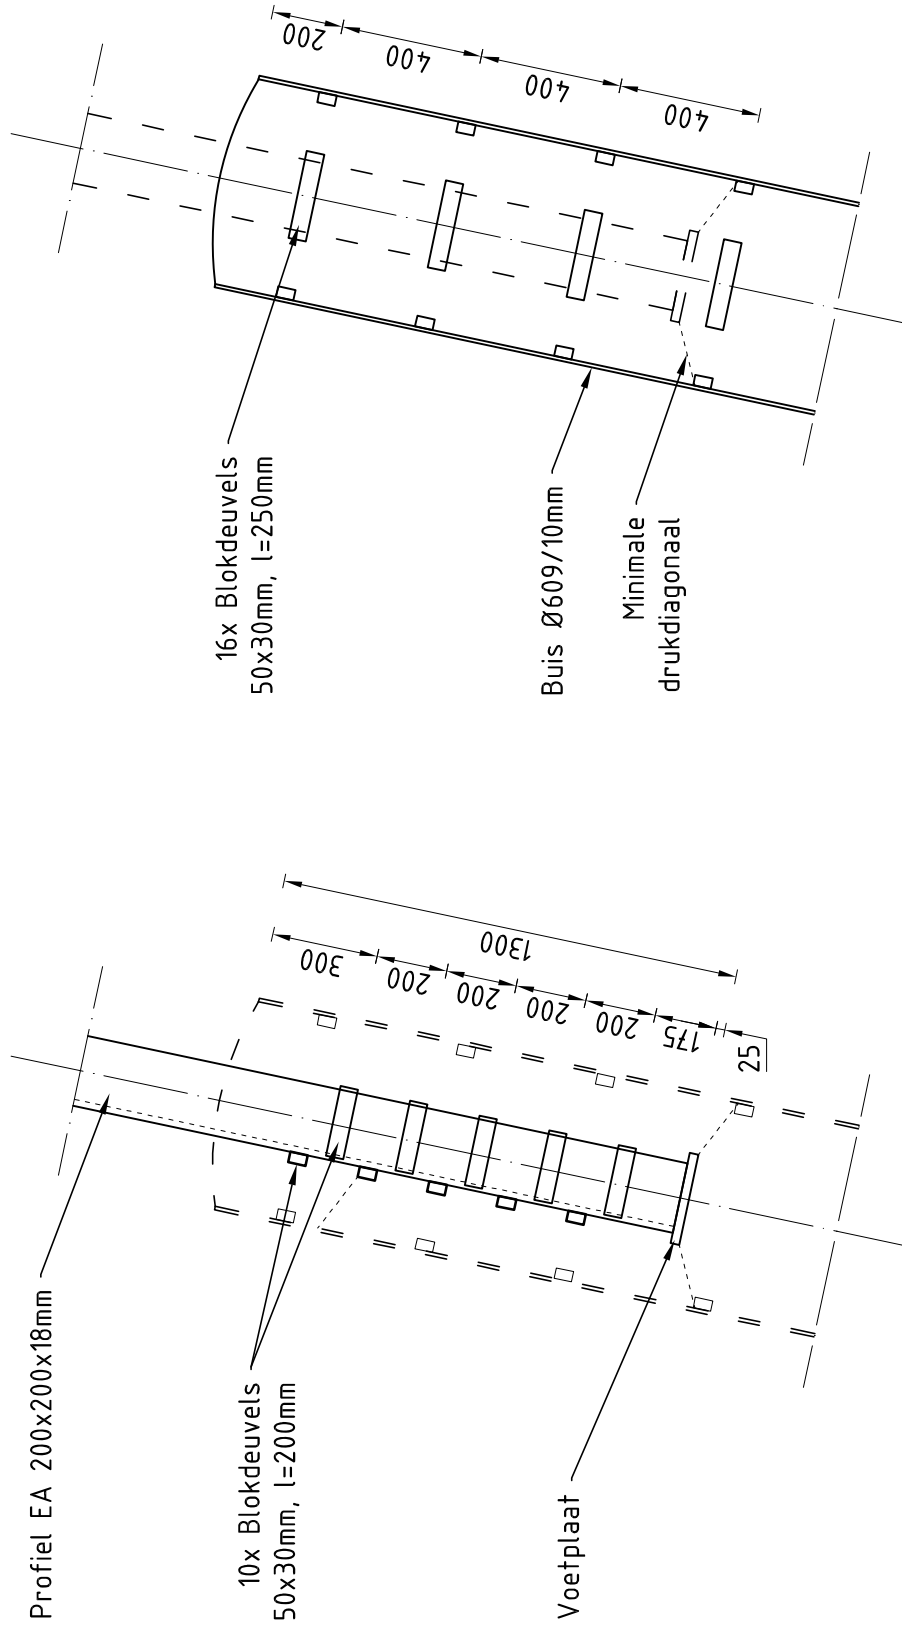 200
400
400
400
16x Blokdeuvels
50x30mm, l=250mm
Buis Ø609/10mm
Minimale
drukdiagonaal
1300
300
200
200
200
200
175
25
Profiel EA 200x200x18mm
10x Blokdeuvels
50x30mm, l=200mm
Voetplaat